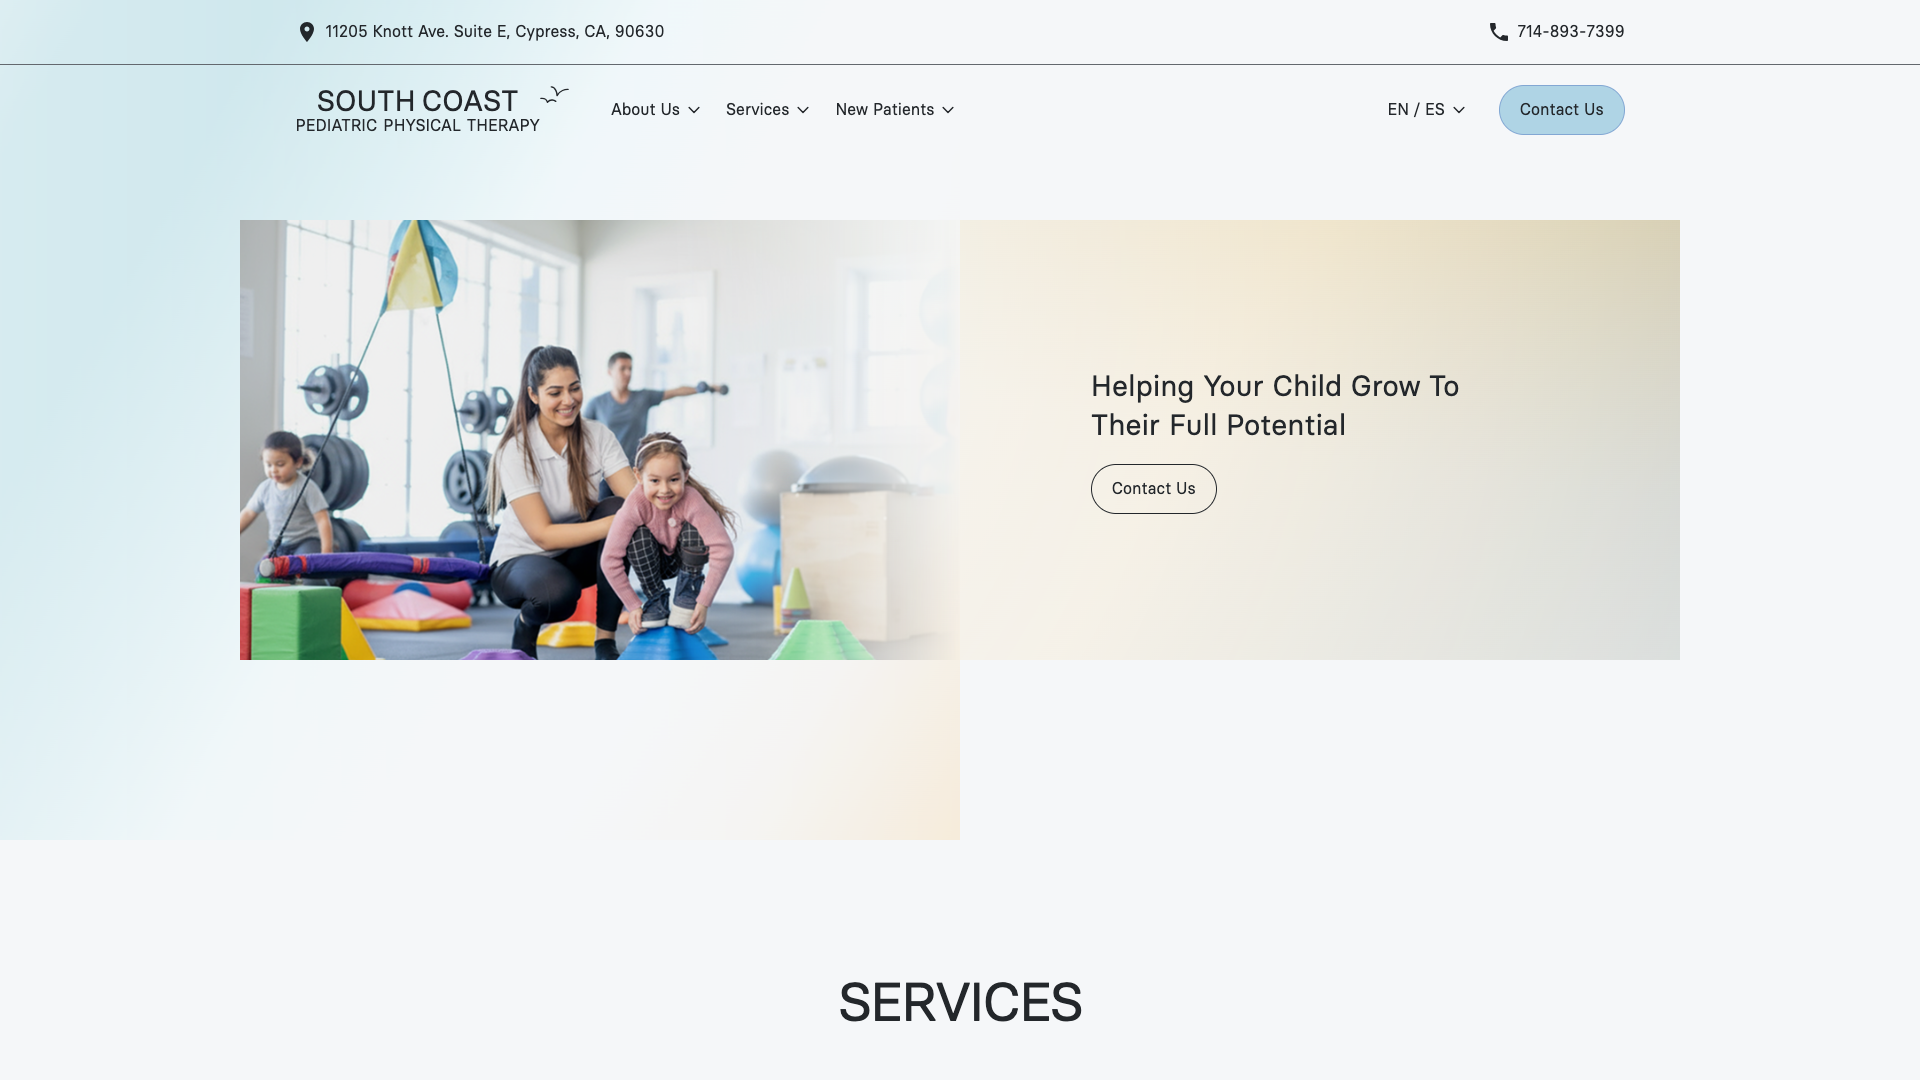 11205 Knott Ave. Suite E, Cypress, CA, 90630
714-893-7399
SOUTH COAST
PEDIATRIC PHYSICAL THERAPY
About Us
Services
New Patients
EN / ES
Contact Us
Helping Your Child Grow To
Their Full Potential
Contact Us
SERVICES